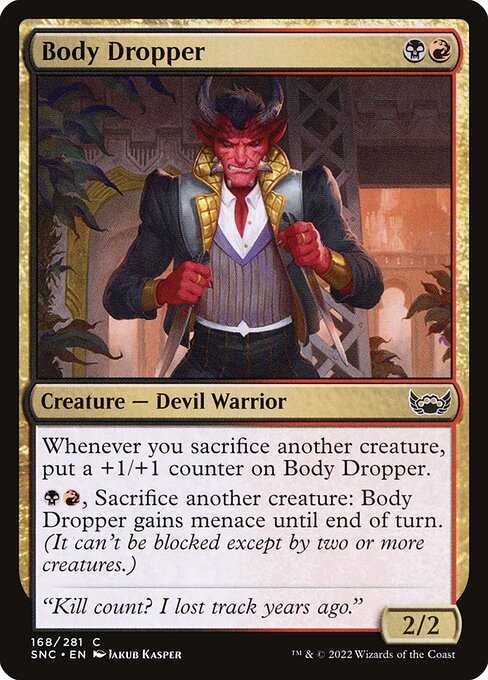 Body Dropper
Creature — Devil Warrior
Whenever you sacrifice another creature,
put a +1/+1 counter on Body Dropper.
, Sacrifice another creature: Body
Dropper gains menace until end of turn.
(It can't be blocked except by two or more
creatures.)
“Kill count? I lost track years ago.”
2/2
168/281 C
SNC • EN Jakub Kasper
™ & © 2022 Wizards of the Coast